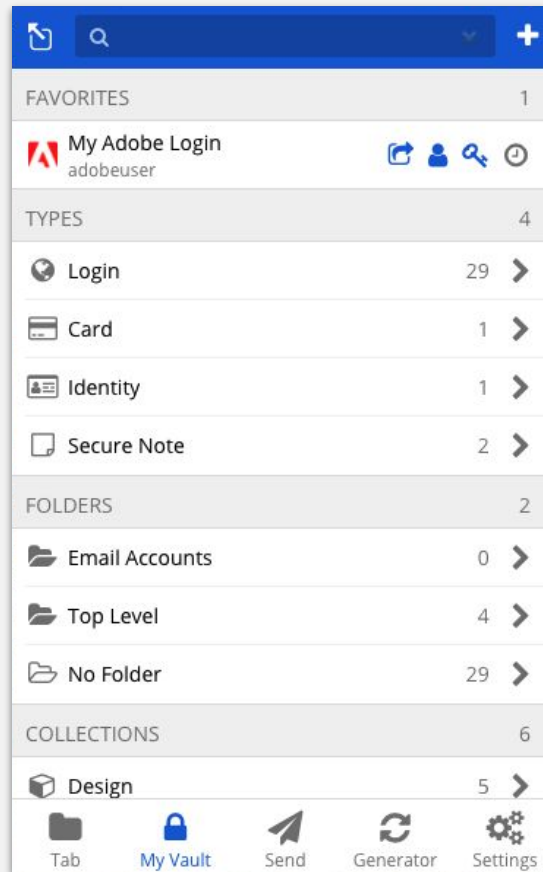 FAVORITES 1
My Adobe Login
adobeuser
TYPES 4
Login 29
Card 1
Identity 1
Secure Note 2
FOLDERS 2
Email Accounts 0
Top Level 4
No Folder 29
COLLECTIONS 6
Design 5
Tab My Vault Send Generator Settings